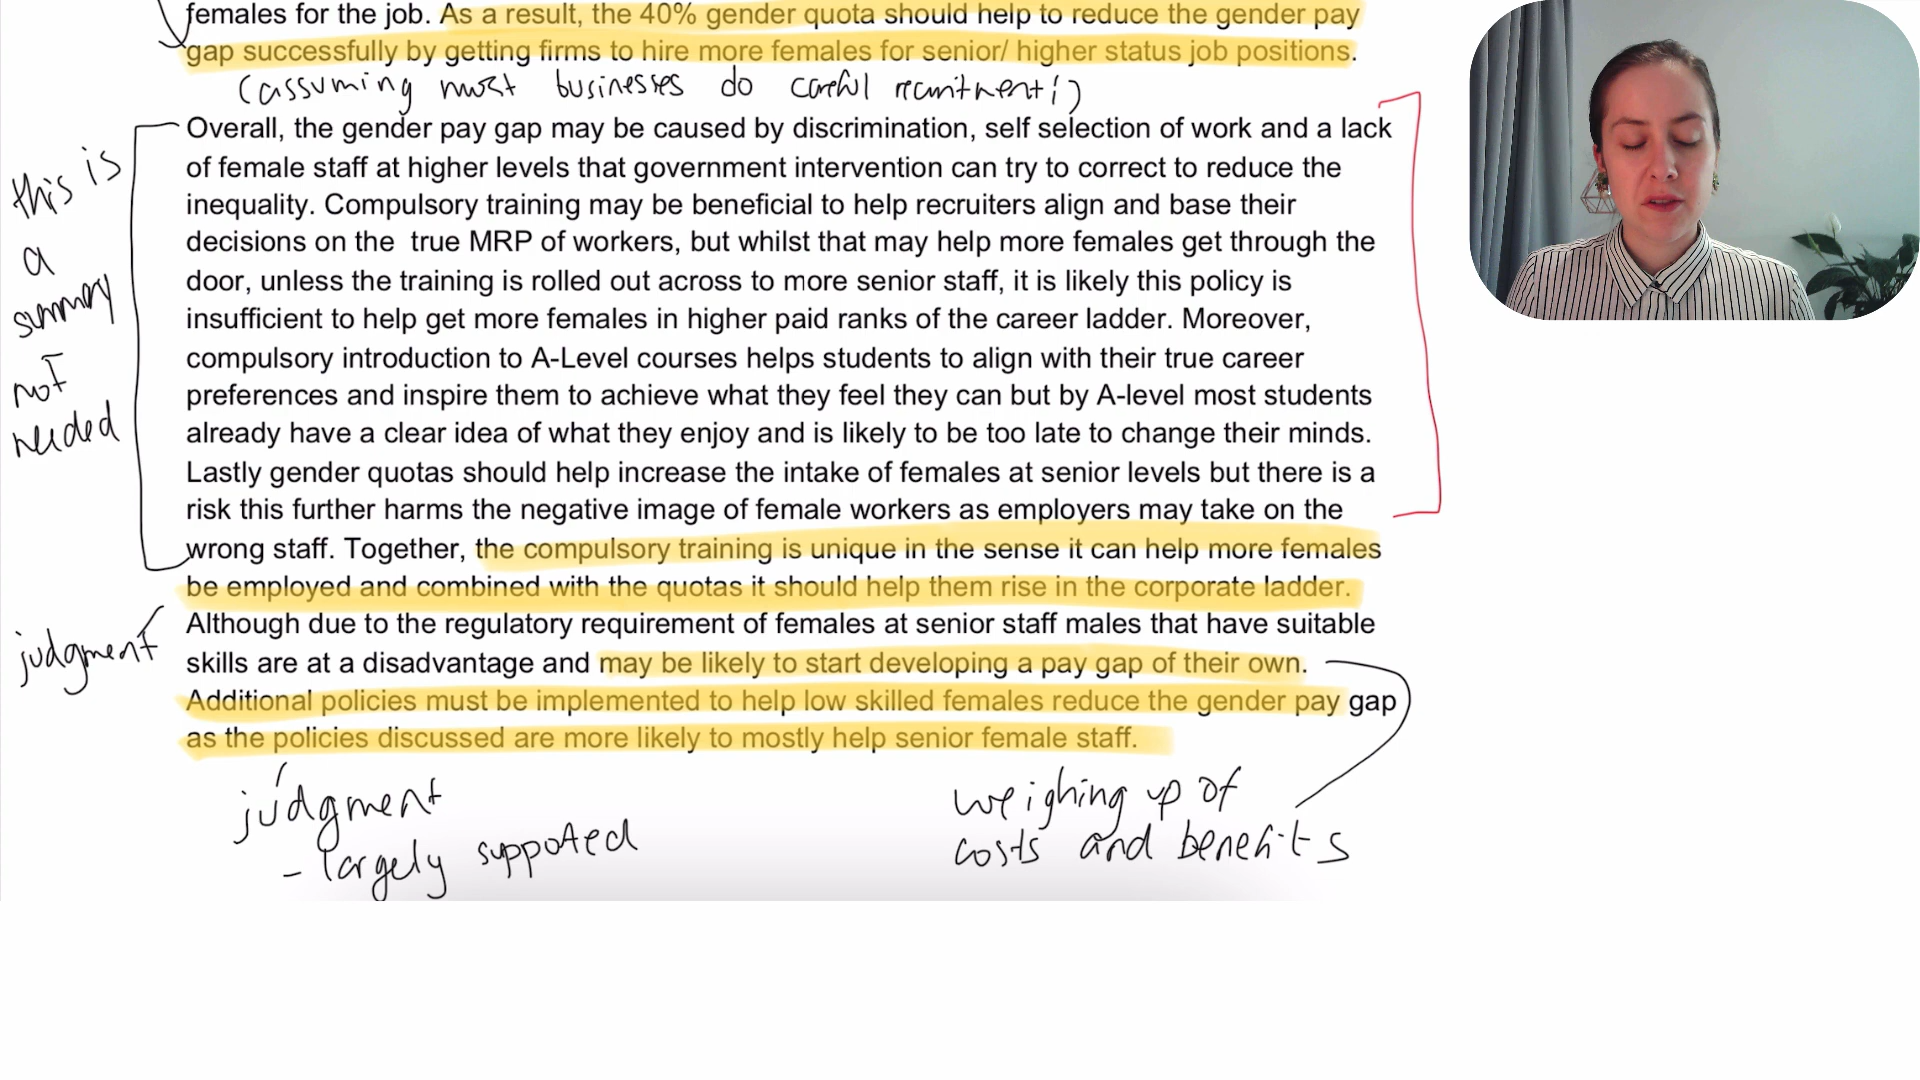 females for the job. As a result, the 40% gender quota should help to reduce the gender pay
gap successfully by getting firms to hire more females for senior/ higher status job positions.
(assuming most businesses do careful recruitment!)
Overall, the gender pay gap may be caused by discrimination, self selection of work and a lack
of female staff at higher levels that government intervention can try to correct to reduce the
inequality. Compulsory training may be beneficial to help recruiters align and base their
decisions on the true MRP of workers, but whilst that may help more females get through the
door, unless the training is rolled out across to more senior staff, it is likely this policy is
insufficient to help get more females in higher paid ranks of the career ladder. Moreover,
compulsory introduction to A-Level courses helps students to align with their true career
preferences and inspire them to achieve what they feel they can but by A-level most students
already have a clear idea of what they enjoy and is likely to be too late to change their minds.
Lastly gender quotas should help increase the intake of females at senior levels but there is a
risk this further harms the negative image of female workers as employers may take on the
wrong staff. Together, the compulsory training is unique in the sense it can help more females
be employed and combined with the quotas it should help them rise in the corporate ladder.
Although due to the regulatory requirement of females at senior staff males that have suitable
skills are at a disadvantage and may be likely to start developing a pay gap of their own.
Additional policies must be implemented to help low skilled females reduce the gender pay gap
as the policies discussed are more likely to mostly help senior female staff.
this is
a
summary
not
needed
judgment
judgment
- largely supported
weighing up of
costs and benefits